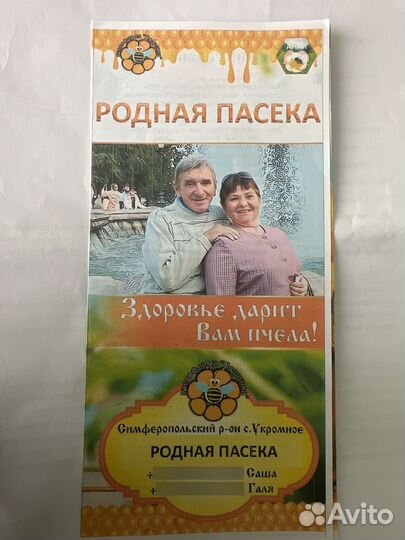 РОДНАЯ ПАСЕКА
Здоровье дарит
Вам пчела!
Симферопольский р-он с.Укромное
РОДНАЯ ПАСЕКА
+ Саша
+ Галя
Avito